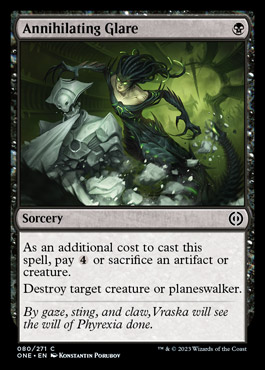 Annihilating Glare
Sorcery
As an additional cost to cast this
spell, pay 4 or sacrifice an artifact or
creature.
Destroy target creature or planeswalker.
By gaze, sting, and claw, Vraska will see
the will of Phyrexia done.
080/271 C
ONE • EN Konstantin Porubov
™ & © 2023 Wizards of the Coast